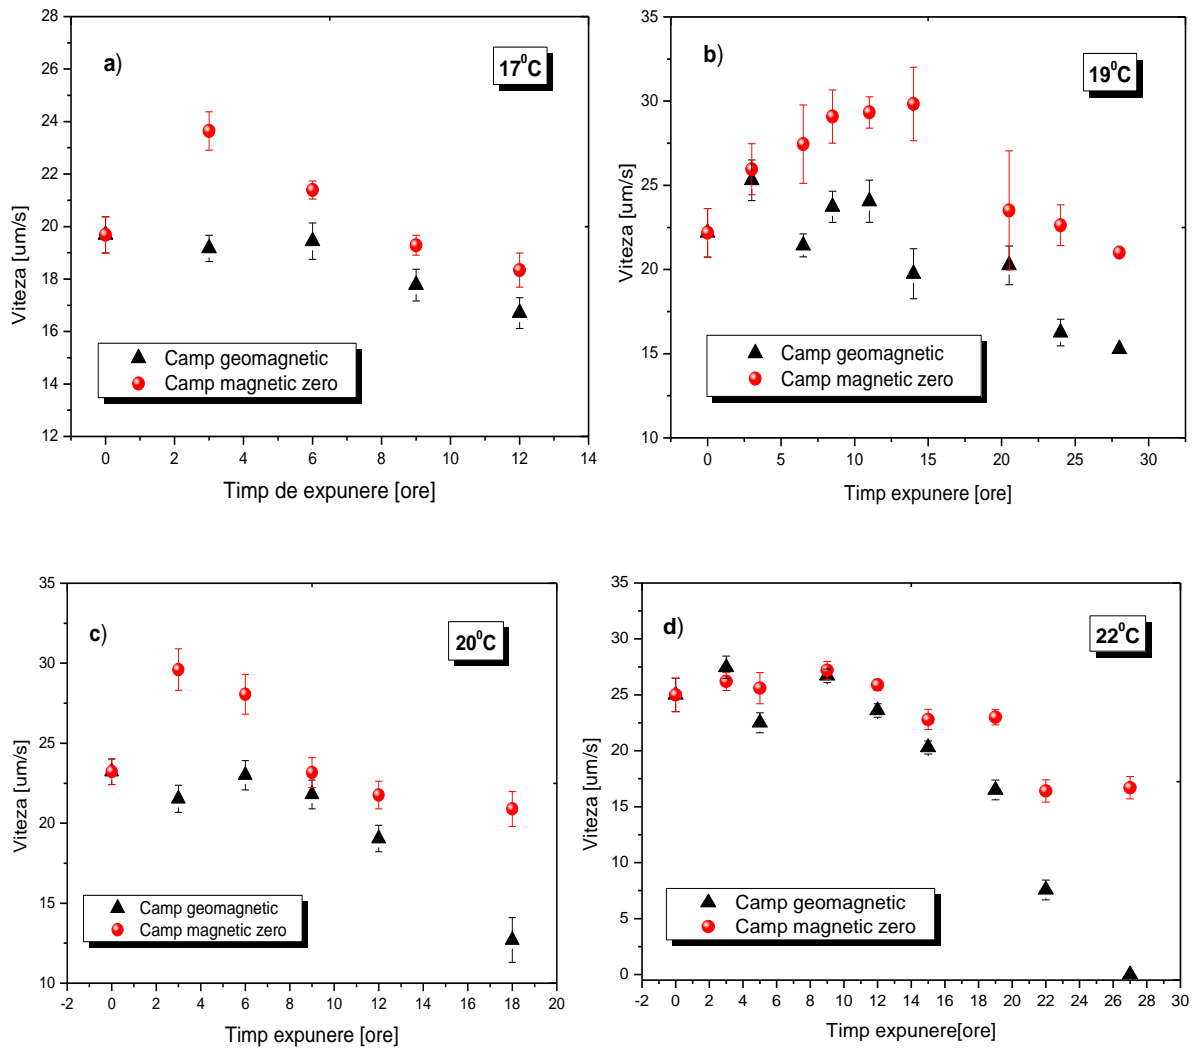 a)
17⁰C
28
26
24
22
20
18
16
14
12
Viteza [um/s]
Camp geomagnetic
Camp magnetic zero
0 2 4 6 8 10 12 14
Timp de expunere [ore]
b)
19⁰C
35
30
25
20
15
10
Viteza [um/s]
Camp geomagnetic
Camp magnetic zero
0 5 10 15 20 25 30
Timp expunere [ore]
c)
20⁰C
35
30
25
20
15
10
Viteza [um/s]
Camp geomagnetic
Camp magnetic zero
-2 0 2 4 6 8 10 12 14 16 18 20
Timp expunere [ore]
d)
22⁰C
35
30
25
20
15
10
5
0
Viteza [um/s]
Camp geomagnetic
Camp magnetic zero
-2 0 2 4 6 8 10 12 14 16 18 20 22 24 26 28 30
Timp expunere[ore]